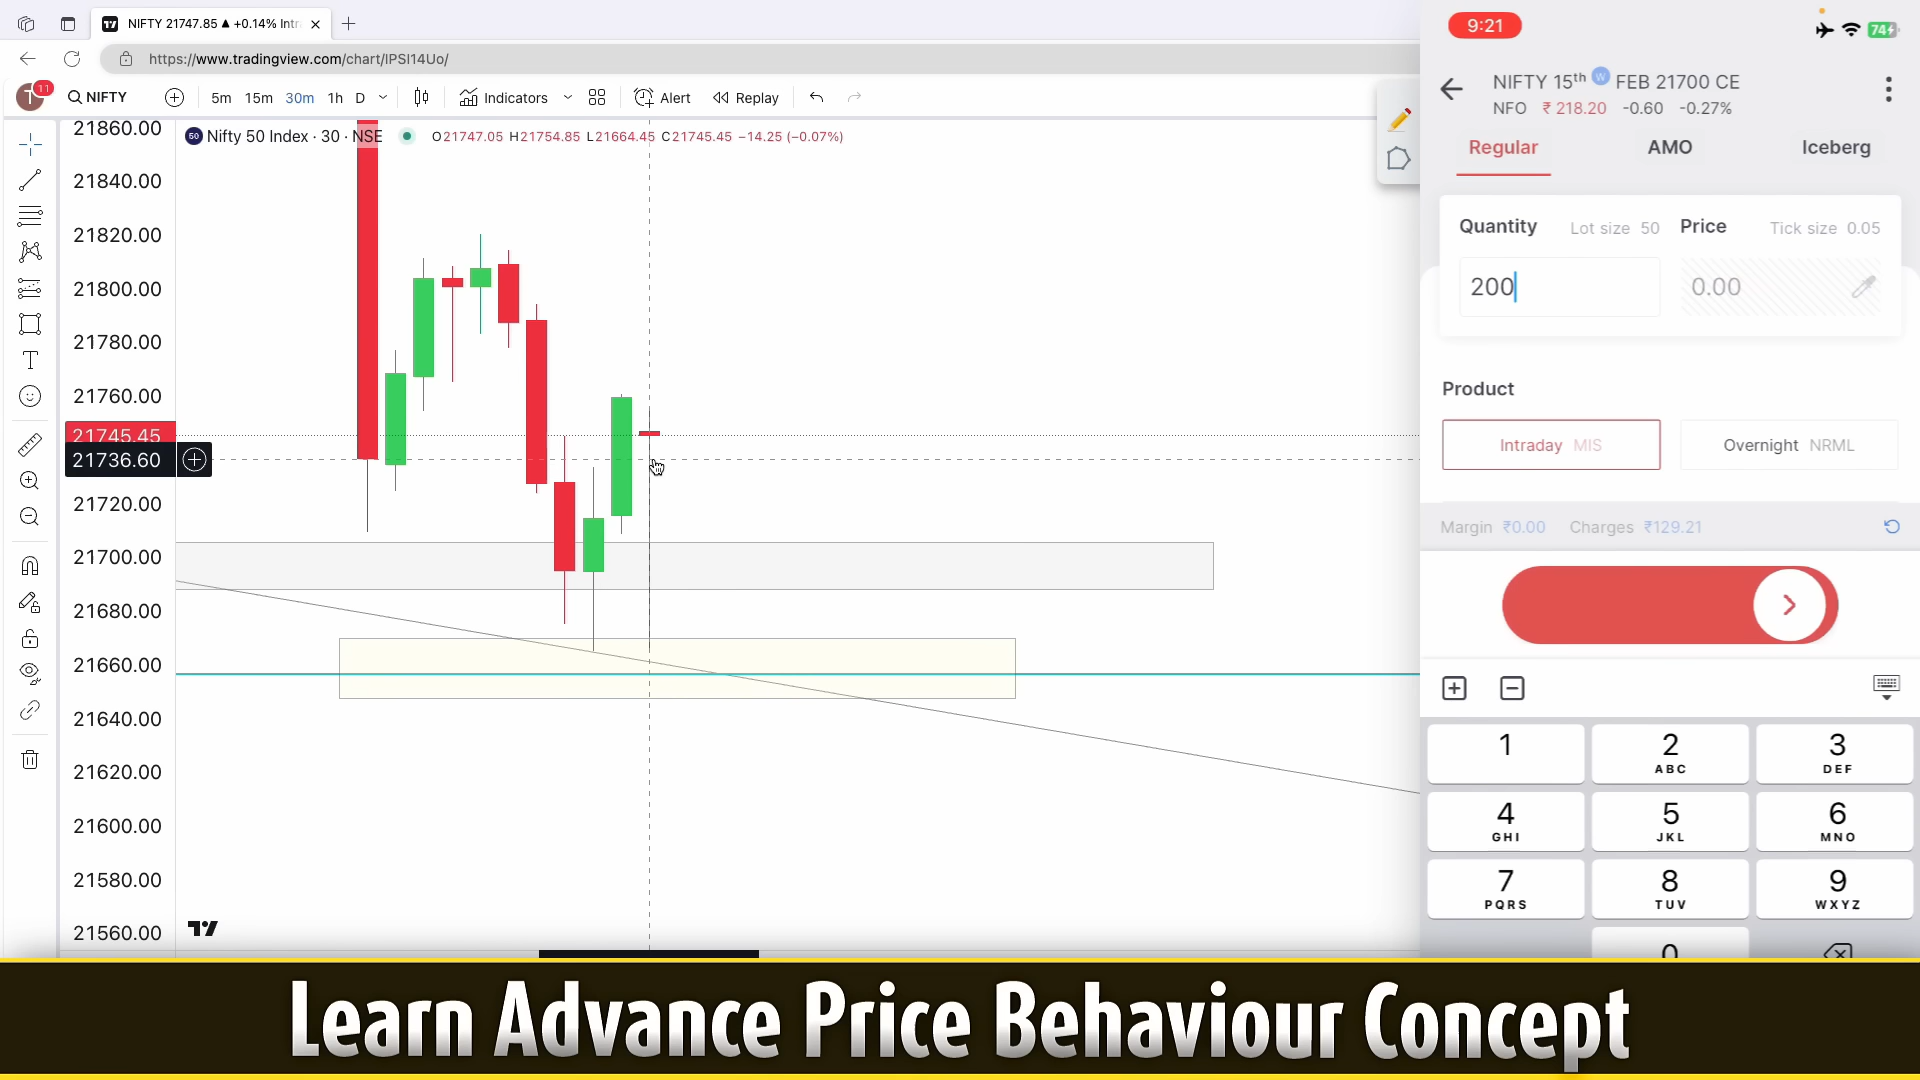 NIFTY 21747.85 ▲ +0.14% Intr
https://www.tradingview.com/chart/IPSI14Uo/
T 11 NIFTY 5m 15m 30m 1h D Indicators Alert Replay
50 Nifty 50 Index · 30 · NSE O21747.05 H21754.85 L21664.45 C21745.45 −14.25 (−0.07%)
21860.00
21840.00
21820.00
21800.00
21780.00
21760.00
21745.45
21736.60
21720.00
21700.00
21680.00
21660.00
21640.00
21620.00
21600.00
21580.00
21560.00
9:21
74
NIFTY 15th W FEB 21700 CE
NFO ₹ 218.20 -0.60 -0.27%
Regular AMO Iceberg
Quantity Lot size 50 Price Tick size 0.05
200 0.00
Product
Intraday MIS Overnight NRML
Margin ₹0.00 Charges ₹129.21
1 2 3
ABC DEF
4 5 6
GHI JKL MNO
7 8 9
PQRS TUV WXYZ
0
Learn Advance Price Behaviour Concept